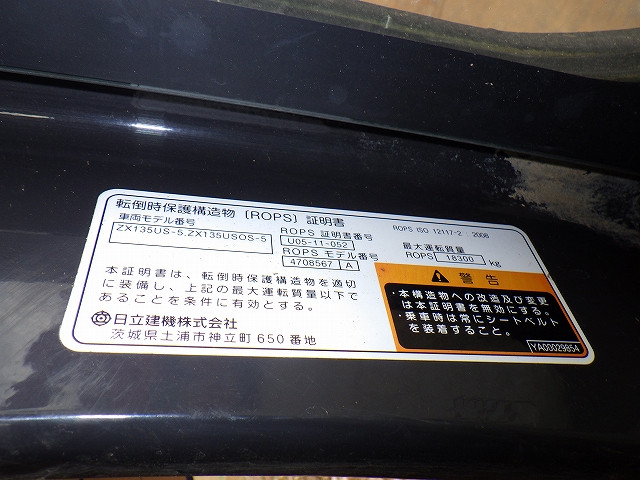 転倒時保護構造物〔ROPS〕証明書
ROPS ISO 12117-2 : 2008
車両モデル番号
ZX135US-5.ZX135USOS-5
ROPS 証明書番号
U05-11-052
ROPS モデル番号
4708567 A
最大運転質量
ROPS 18300 kg
本証明書は、転倒時保護構造物を適切
に装備し、上記の最大運転質量以下で
あることを条件に有効とする。
日立建機株式会社
茨城県土浦市神立町 650 番地
警告
・本構造物への改造及び変更
は本証明書を無効にする。
・乗車時は常にシートベルト
を装着すること。
YA00029854